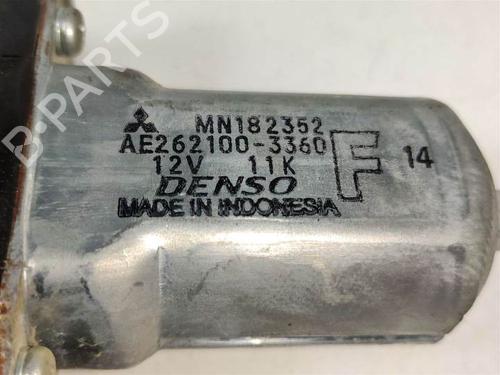 MN182352
AE262100-3360
12V 11K
DENSO
MADE IN INDONESIA
F
14
B-PARTS